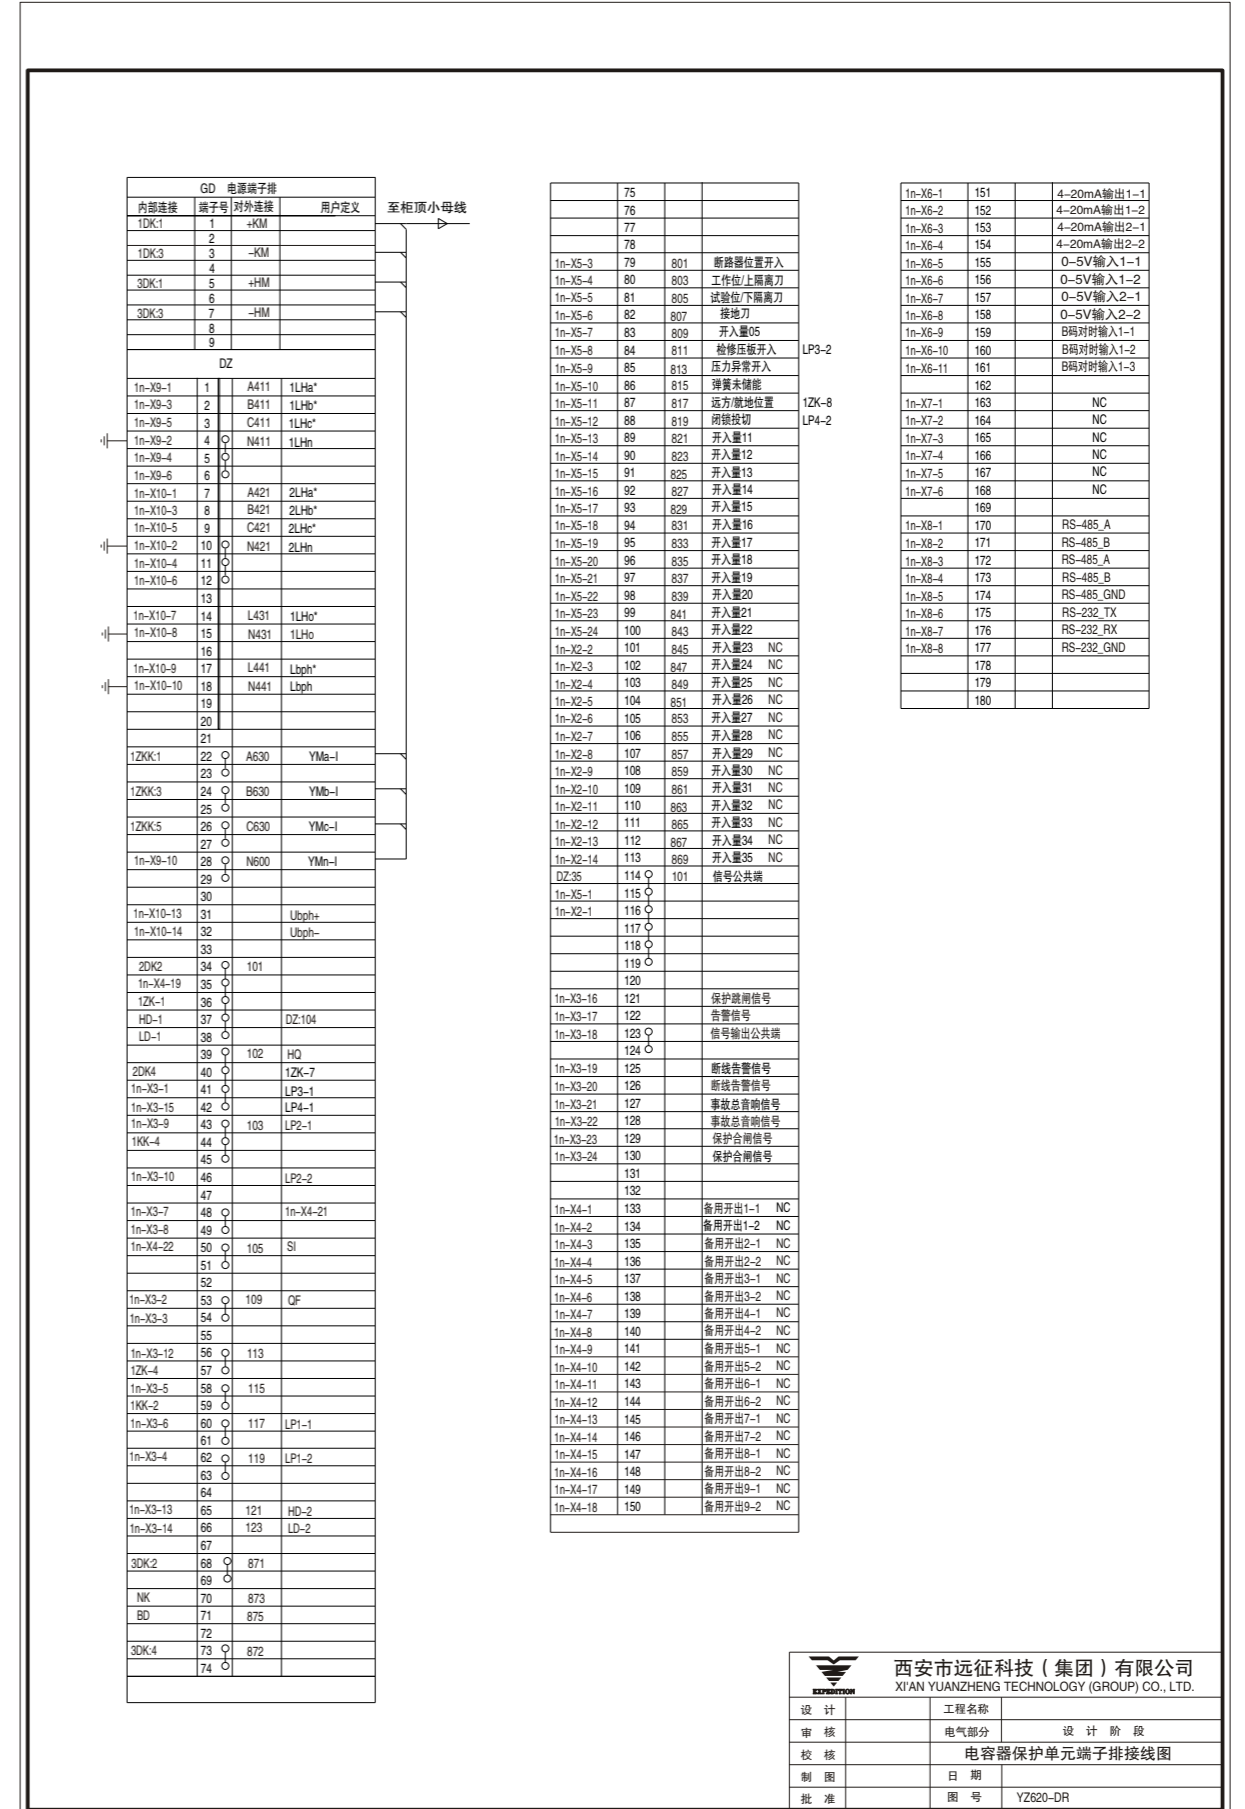 GD 电源端子排
内部连接 端子号 对外连接 用户定义
至柜顶小母线
1DK:1 1 +KM
2
1DK:3 3 −KM
4
3DK:1 5 +HM
6
3DK:3 7 −HM
8
9
DZ
1n−X9−1 1 A411 1LHa*
1n−X9−3 2 B411 1LHb*
1n−X9−5 3 C411 1LHc*
1n−X9−2 4 N411 1LHn
1n−X9−4 5
1n−X9−6 6
1n−X10−1 7 A421 2LHa*
1n−X10−3 8 B421 2LHb*
1n−X10−5 9 C421 2LHc*
1n−X10−2 10 N421 2LHn
1n−X10−4 11
1n−X10−6 12
13
1n−X10−7 14 L431 1LHo*
1n−X10−8 15 N431 1LHo
16
1n−X10−9 17 L441 Lbph*
1n−X10−10 18 N441 Lbph
19
20
21
1ZKK:1 22 A630 YMa−I
23
1ZKK:3 24 B630 YMb−I
25
1ZKK:5 26 C630 YMc−I
27
1n−X9−10 28 N600 YMn−I
29
30
1n−X10−13 31 Ubph+
1n−X10−14 32 Ubph−
33
2DK2 34 101
1n−X4−19 35
1ZK−1 36
HD−1 37 DZ:104
LD−1 38
39 102 HQ
2DK4 40 1ZK−7
1n−X3−1 41 LP3−1
1n−X3−15 42 LP4−1
1n−X3−9 43 103 LP2−1
1KK−4 44
45
1n−X3−10 46 LP2−2
47
1n−X3−7 48 1n−X4−21
1n−X3−8 49
1n−X4−22 50 105 SI
51
52
1n−X3−2 53 109 QF
1n−X3−3 54
55
1n−X3−12 56 113
1ZK−4 57
1n−X3−5 58 115
1KK−2 59
1n−X3−6 60 117 LP1−1
61
1n−X3−4 62 119 LP1−2
63
64
1n−X3−13 65 121 HD−2
1n−X3−14 66 123 LD−2
67
3DK:2 68 871
69
NK 70 873
BD 71 875
72
3DK:4 73 872
74
75
76
77
78
1n−X5−3 79 801 断路器位置开入
1n−X5−4 80 803 工作位/上隔离刀
1n−X5−5 81 805 试验位/下隔离刀
1n−X5−6 82 807 接地刀
1n−X5−7 83 809 开入量05
1n−X5−8 84 811 检修压板开入 LP3−2
1n−X5−9 85 813 压力异常开入
1n−X5−10 86 815 弹簧未储能
1n−X5−11 87 817 远方/就地位置 1ZK−8
1n−X5−12 88 819 闭锁投切 LP4−2
1n−X5−13 89 821 开入量11
1n−X5−14 90 823 开入量12
1n−X5−15 91 825 开入量13
1n−X5−16 92 827 开入量14
1n−X5−17 93 829 开入量15
1n−X5−18 94 831 开入量16
1n−X5−19 95 833 开入量17
1n−X5−20 96 835 开入量18
1n−X5−21 97 837 开入量19
1n−X5−22 98 839 开入量20
1n−X5−23 99 841 开入量21
1n−X5−24 100 843 开入量22
1n−X2−2 101 845 开入量23 NC
1n−X2−3 102 847 开入量24 NC
1n−X2−4 103 849 开入量25 NC
1n−X2−5 104 851 开入量26 NC
1n−X2−6 105 853 开入量27 NC
1n−X2−7 106 855 开入量28 NC
1n−X2−8 107 857 开入量29 NC
1n−X2−9 108 859 开入量30 NC
1n−X2−10 109 861 开入量31 NC
1n−X2−11 110 863 开入量32 NC
1n−X2−12 111 865 开入量33 NC
1n−X2−13 112 867 开入量34 NC
1n−X2−14 113 869 开入量35 NC
DZ:35 114 101 信号公共端
1n−X5−1 115
1n−X2−1 116
117
118
119
120
1n−X3−16 121 保护跳闸信号
1n−X3−17 122 告警信号
1n−X3−18 123 信号输出公共端
124
1n−X3−19 125 断线告警信号
1n−X3−20 126 断线告警信号
1n−X3−21 127 事故总音响信号
1n−X3−22 128 事故总音响信号
1n−X3−23 129 保护合闸信号
1n−X3−24 130 保护合闸信号
131
132
1n−X4−1 133 备用开出1−1 NC
1n−X4−2 134 备用开出1−2 NC
1n−X4−3 135 备用开出2−1 NC
1n−X4−4 136 备用开出2−2 NC
1n−X4−5 137 备用开出3−1 NC
1n−X4−6 138 备用开出3−2 NC
1n−X4−7 139 备用开出4−1 NC
1n−X4−8 140 备用开出4−2 NC
1n−X4−9 141 备用开出5−1 NC
1n−X4−10 142 备用开出5−2 NC
1n−X4−11 143 备用开出6−1 NC
1n−X4−12 144 备用开出6−2 NC
1n−X4−13 145 备用开出7−1 NC
1n−X4−14 146 备用开出7−2 NC
1n−X4−15 147 备用开出8−1 NC
1n−X4−16 148 备用开出8−2 NC
1n−X4−17 149 备用开出9−1 NC
1n−X4−18 150 备用开出9−2 NC
1n−X6−1 151 4−20mA输出1−1
1n−X6−2 152 4−20mA输出1−2
1n−X6−3 153 4−20mA输出2−1
1n−X6−4 154 4−20mA输出2−2
1n−X6−5 155 0−5V输入1−1
1n−X6−6 156 0−5V输入1−2
1n−X6−7 157 0−5V输入2−1
1n−X6−8 158 0−5V输入2−2
1n−X6−9 159 B码对时输入1−1
1n−X6−10 160 B码对时输入1−2
1n−X6−11 161 B码对时输入1−3
162
1n−X7−1 163 NC
1n−X7−2 164 NC
1n−X7−3 165 NC
1n−X7−4 166 NC
1n−X7−5 167 NC
1n−X7−6 168 NC
169
1n−X8−1 170 RS−485_A
1n−X8−2 171 RS−485_B
1n−X8−3 172 RS−485_A
1n−X8−4 173 RS−485_B
1n−X8−5 174 RS−485_GND
1n−X8−6 175 RS−232_TX
1n−X8−7 176 RS−232_RX
1n−X8−8 177 RS−232_GND
178
179
180
EXPEDITION
西安市远征科技（集团）有限公司
XI'AN YUANZHENG TECHNOLOGY (GROUP) CO., LTD.
设 计 工程名称
审 核 电气部分 设 计 阶 段
校 核 电容器保护单元端子排接线图
制 图 日 期
批 准 图 号 YZ620−DR